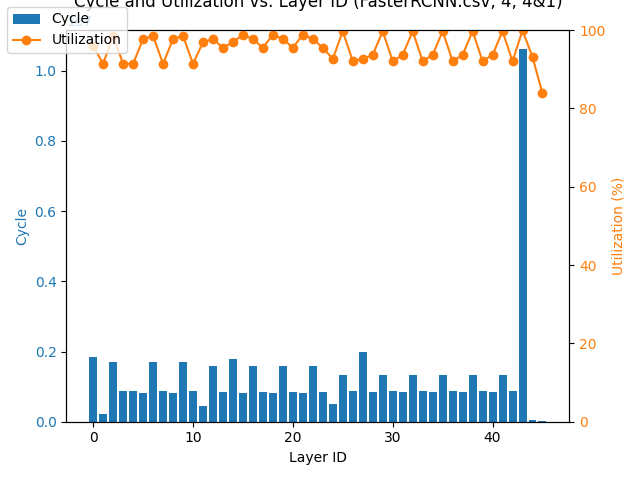 Cycle and Utilization vs. Layer ID (FasterRCNN.csv, 4, 4&1)
Cycle
Utilization
1.0
0.8
0.6
0.4
0.2
0.0
Cycle
100
80
60
40
20
0
Utilization (%)
0 10 20 30 40
Layer ID